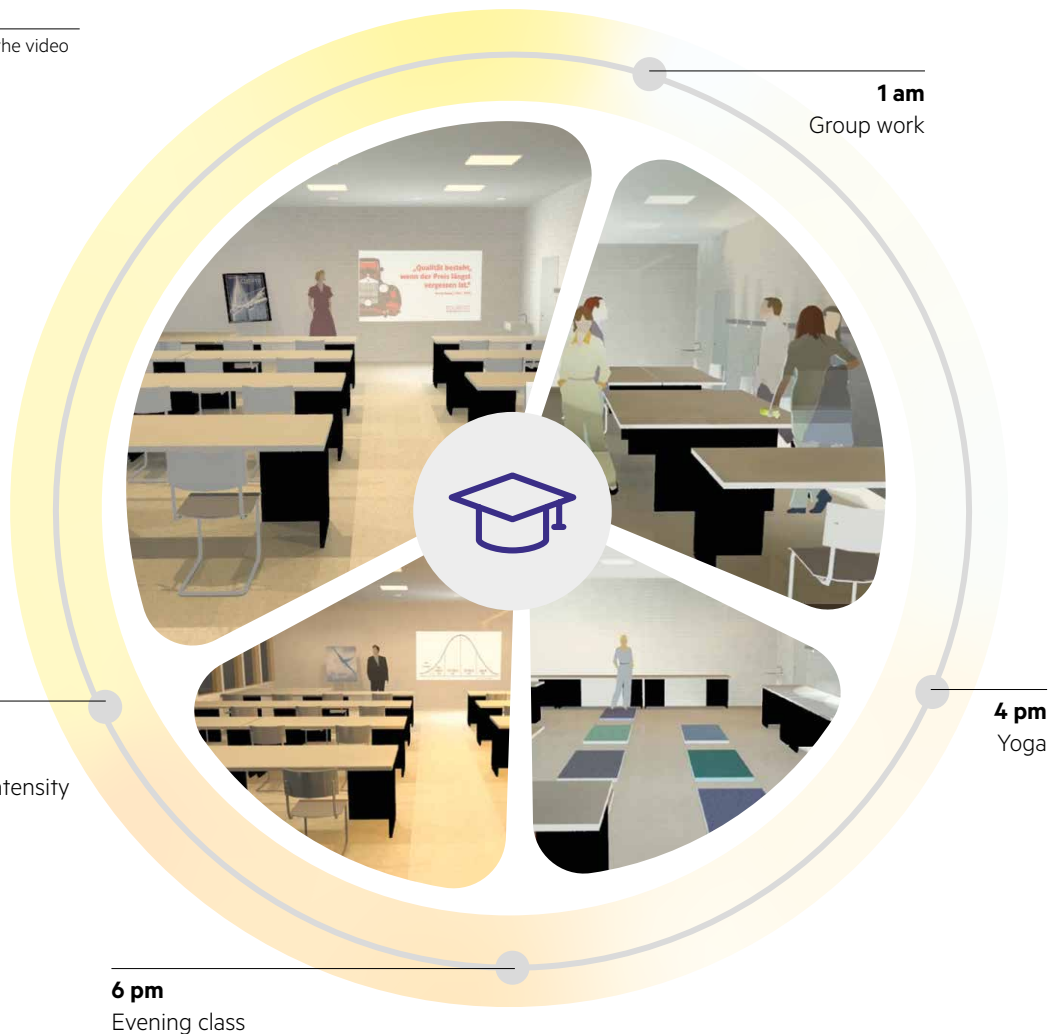 he video
1 am
Group work
„Qualität besteht,
wenn der Preis längst
vergessen ist.“
4 pm
Yoga
ntensity
6 pm
Evening class